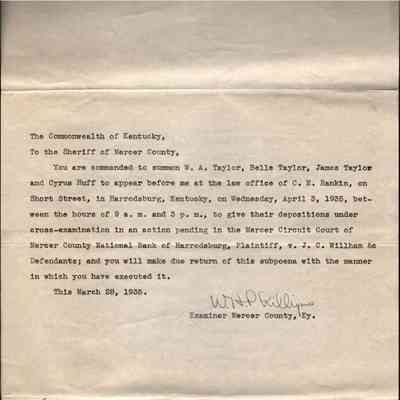 The Commonwealth of Kentucky,
To the Sheriff of Mercer County,
You are commanded to summon W. A. Taylor, Belle Taylor, James Taylor
and Cyrus Huff to appear before me at the law office of C. E. Rankin, on
Short Street, in Harrodsburg, Kentucky, on Wednesday, April 3, 1935, bet-
ween the hours of 9 a. m. and 3 p. m., to give their depositions under
cross-examination in an action pending in the Mercer Circuit Court of
Mercer County National Bank of Harrodsburg, Plaintiff, v. J. C. Willham &c
Defendants; and you will make due return of this subpoena with the manner
in which you have executed it.
This March 28, 1935.
Examiner Mercer County, Ky.